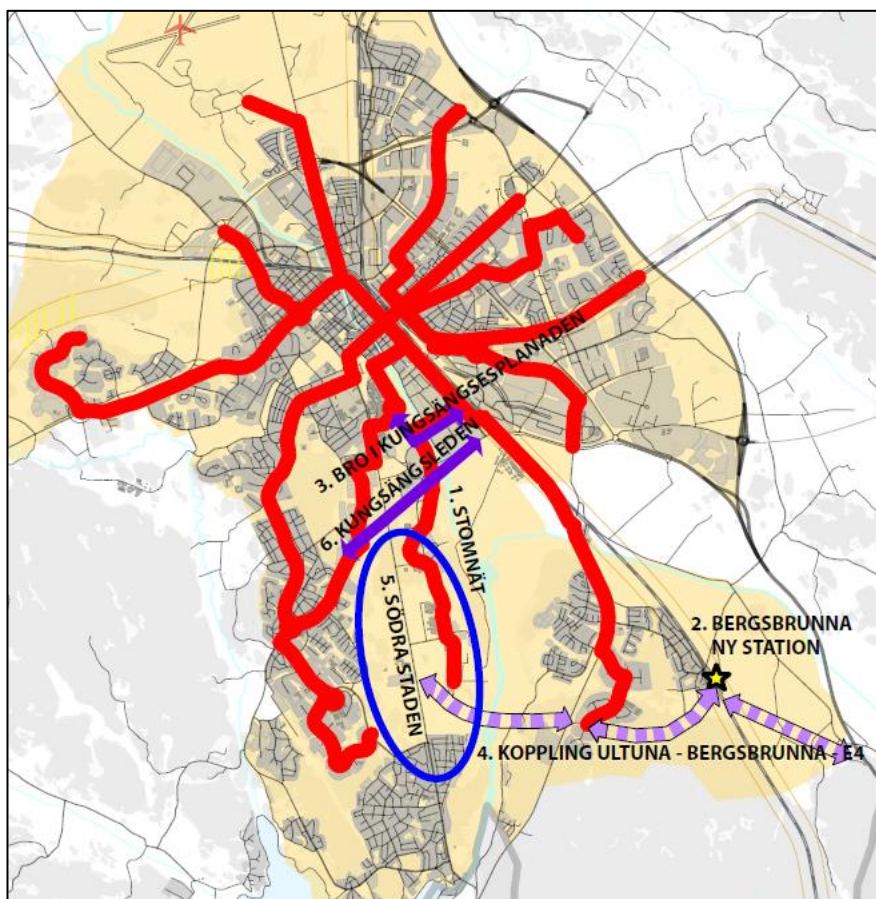 3. BRO I KUNGSÄNGSESPLANADEN
6. KUNGSÄNGSLEDEN
1. STOMNÄT
5. SÖDRA STADEN
2. BERGSBRUNNA
NY STATION
4. KOPPLING ULTUNA - BERGSBRUNNA - E4